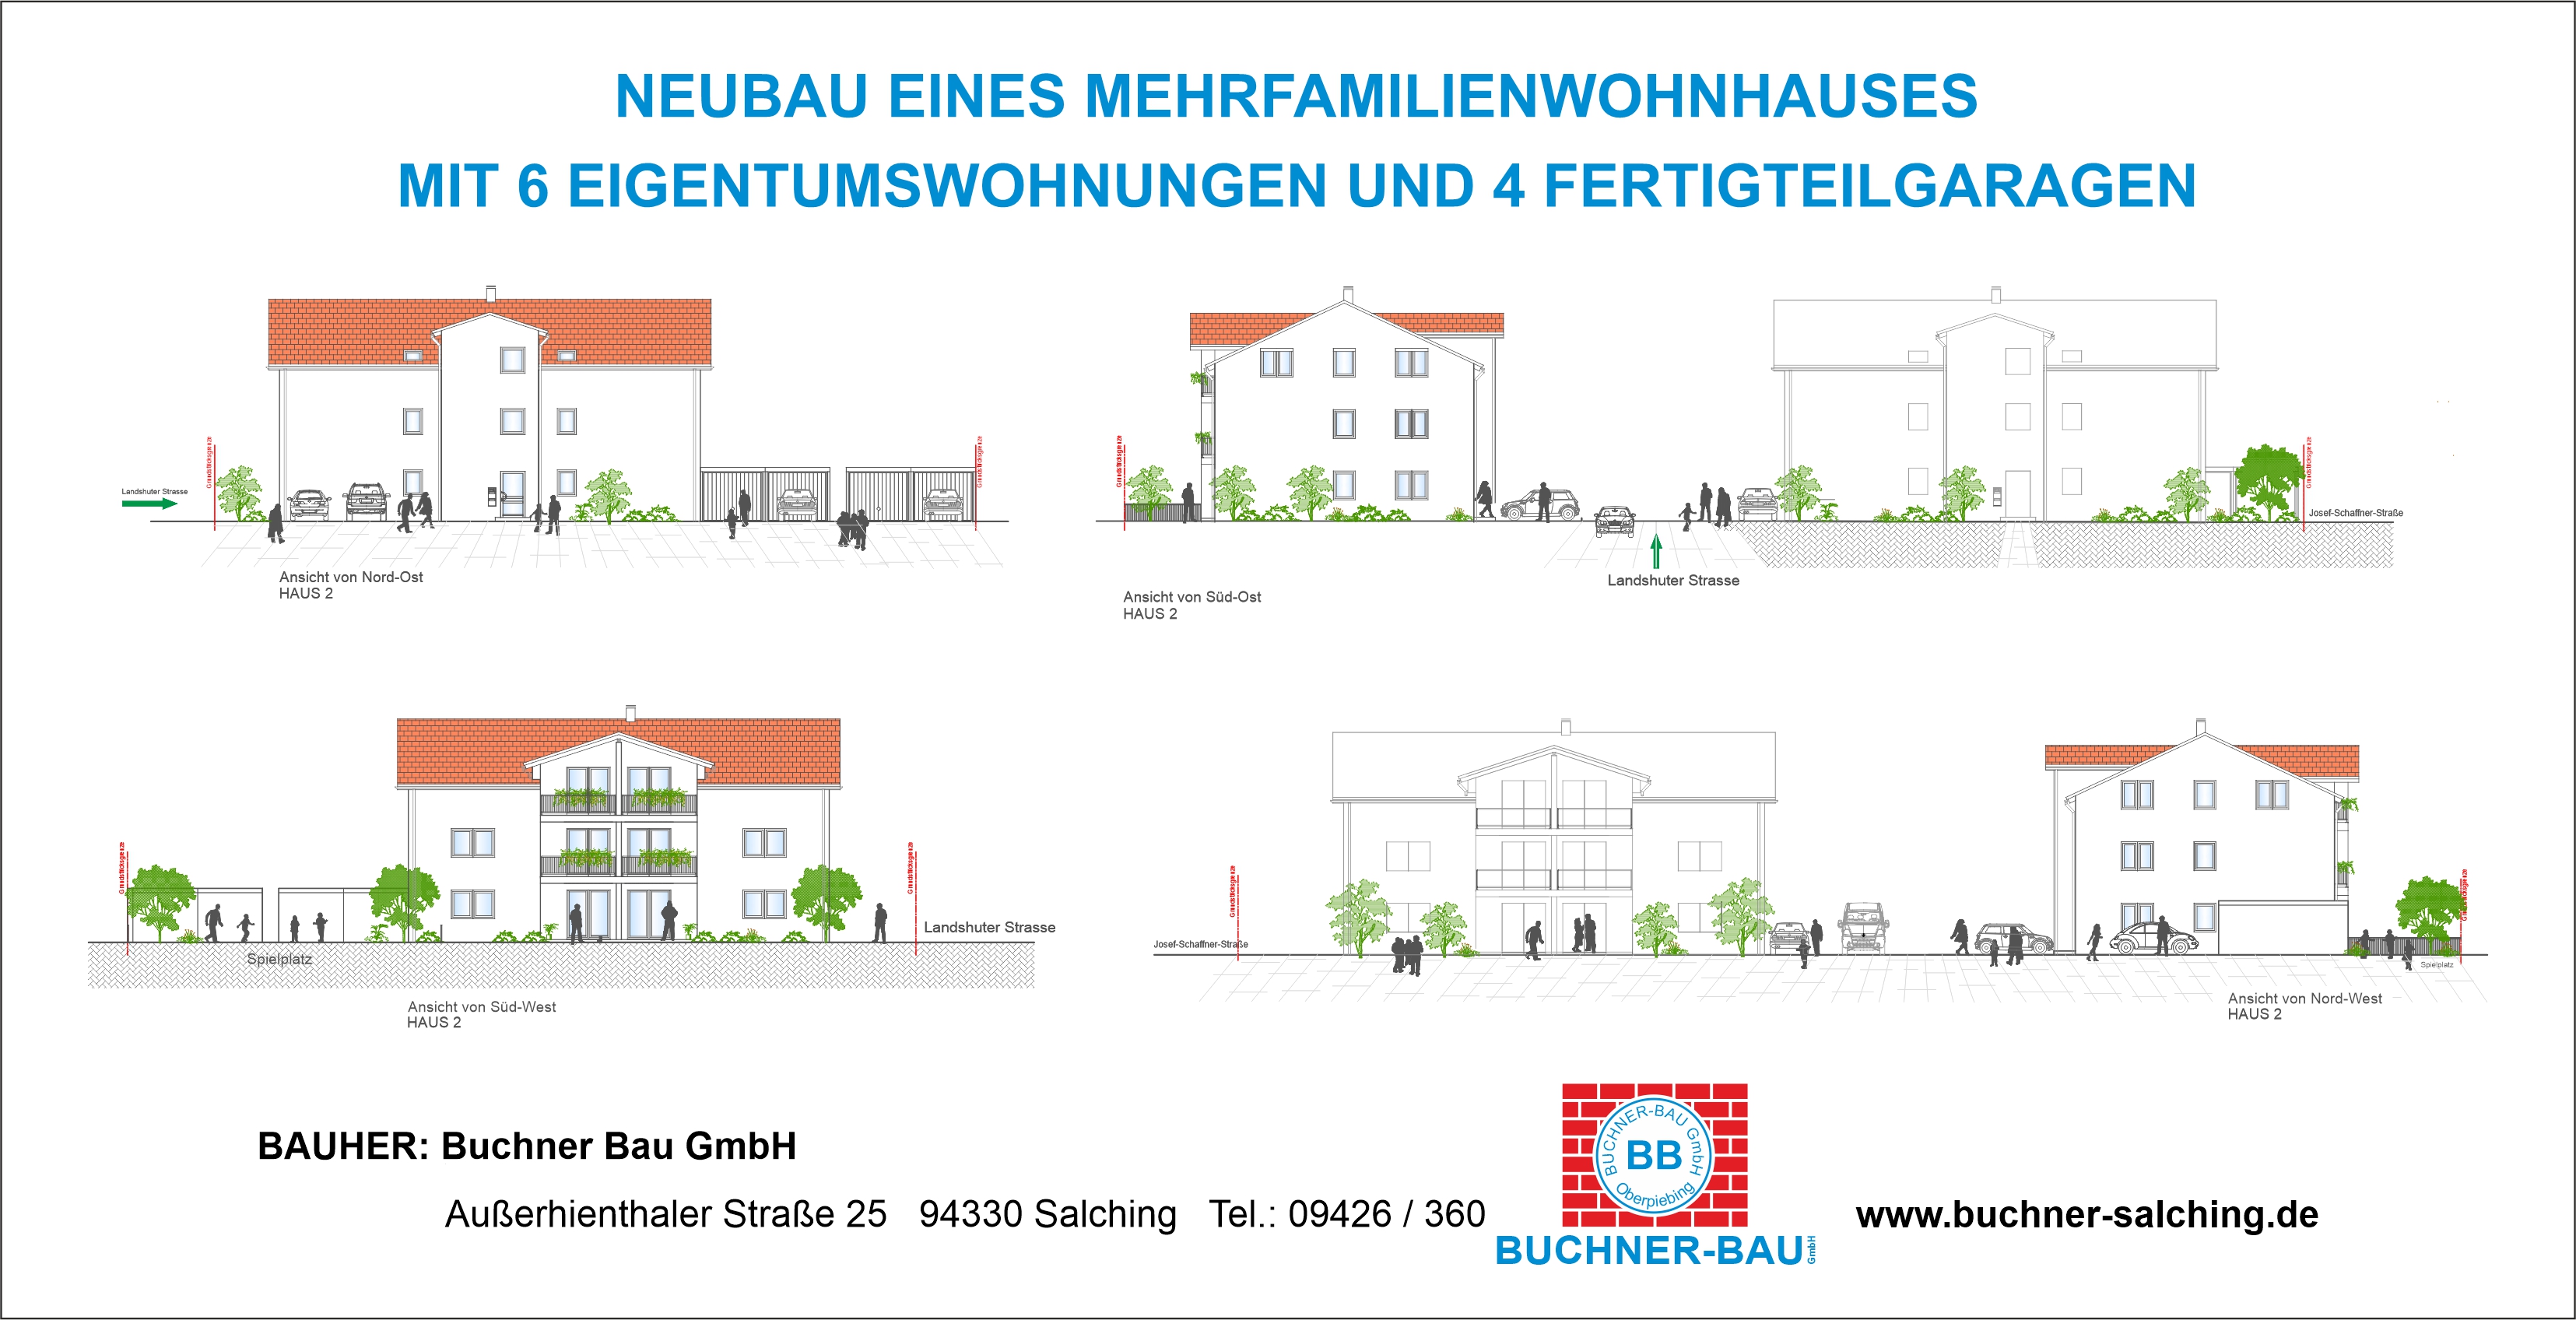 NEUBAU EINES MEHRFAMILIENWOHNHAUSES
MIT 6 EIGENTUMSWOHNUNGEN UND 4 FERTIGTEILGARAGEN
Grundstücksgrenze
Grundstücksgrenze
Landshuter Strasse
Ansicht von Nord-Ost
HAUS 2
Grundstücksgrenze
Grundstücksgrenze
Josef-Schaffner-Straße
Landshuter Strasse
Ansicht von Süd-Ost
HAUS 2
Grundstücksgrenze
Grundstücksgrenze
Landshuter Strasse
Spielplatz
Ansicht von Süd-West
HAUS 2
Grundstücksgrenze
Grundstücksgrenze
Josef-Schaffner-Straße
Spielplatz
Ansicht von Nord-West
HAUS 2
BAUHER: Buchner Bau GmbH
Außerhienthaler Straße 25 94330 Salching Tel.: 09426 / 360
BUCHNER-BAU GmbH
BB
Oberpiebing
BUCHNER-BAU GmbH
www.buchner-salching.de